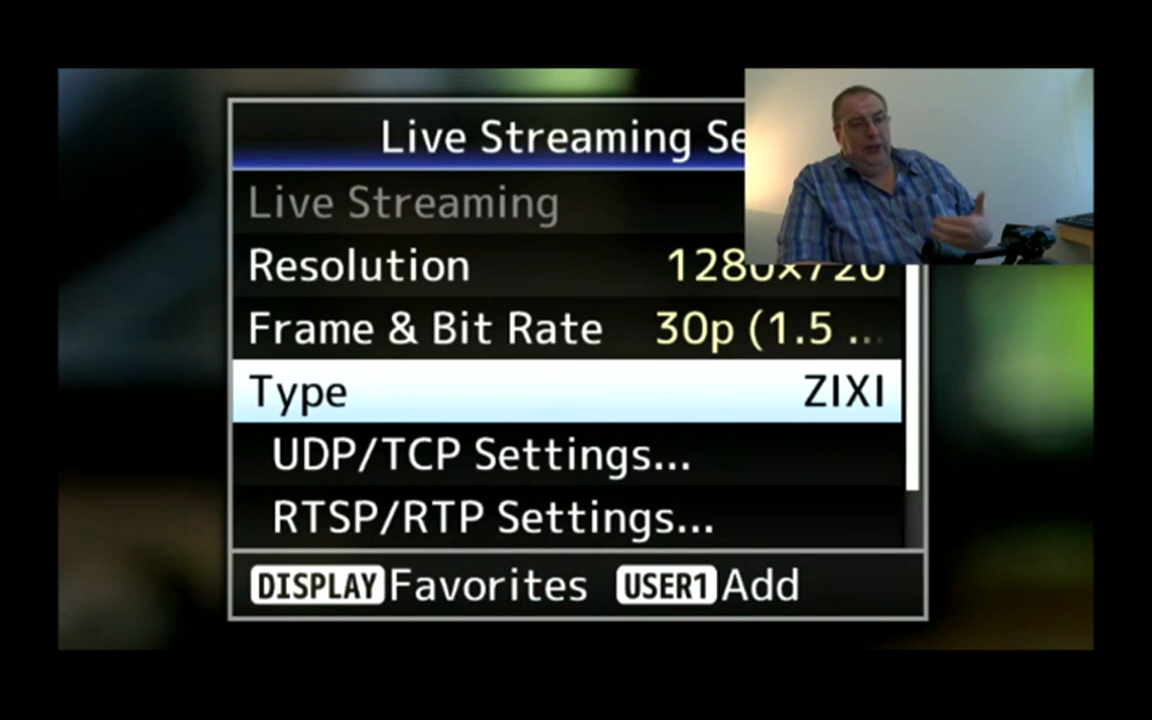 Live Streaming Se
Live Streaming
Resolution 1280x720
Frame & Bit Rate 30p (1.5 ...
Type ZIXI
UDP/TCP Settings...
RTSP/RTP Settings...
DISPLAY Favorites USER1 Add